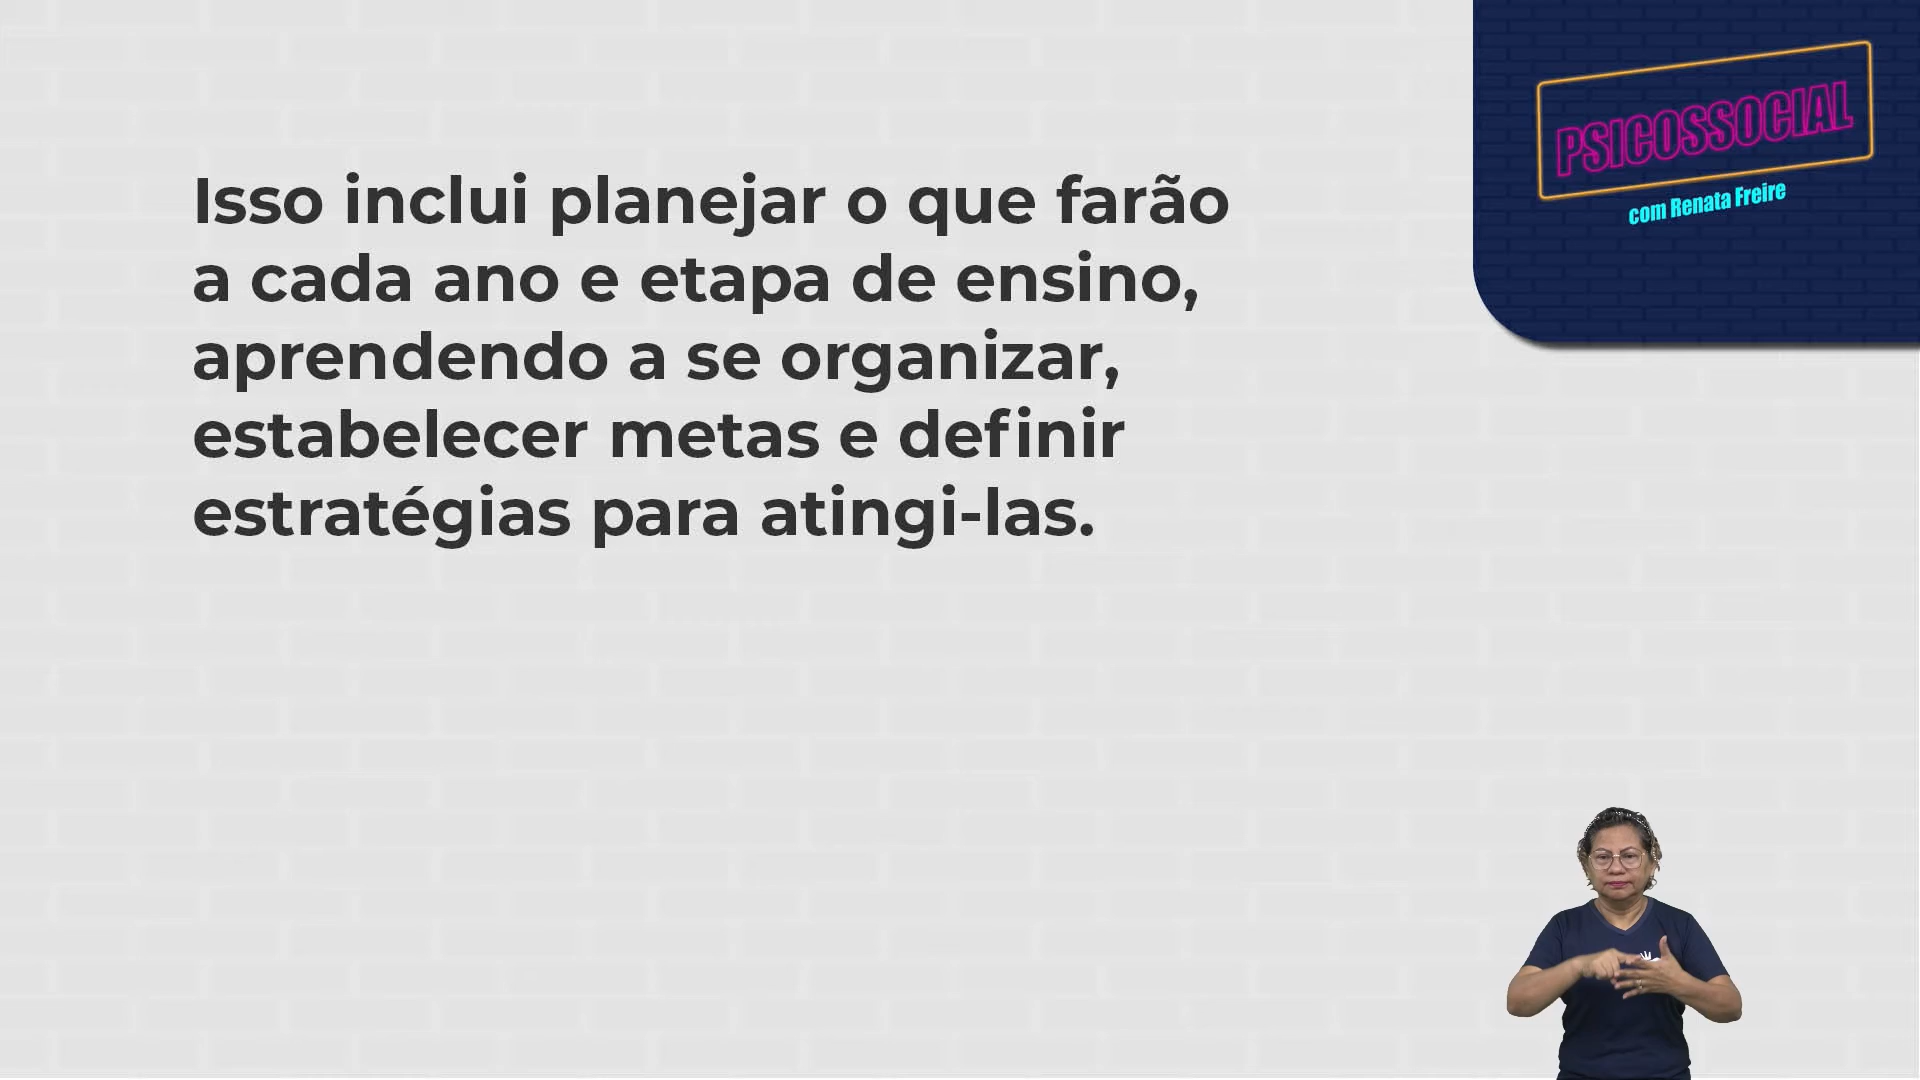 Isso inclui planejar o que farão
a cada ano e etapa de ensino,
aprendendo a se organizar,
estabelecer metas e definir
estratégias para atingi-las.
PSICOSSOCIAL
com Renata Freire